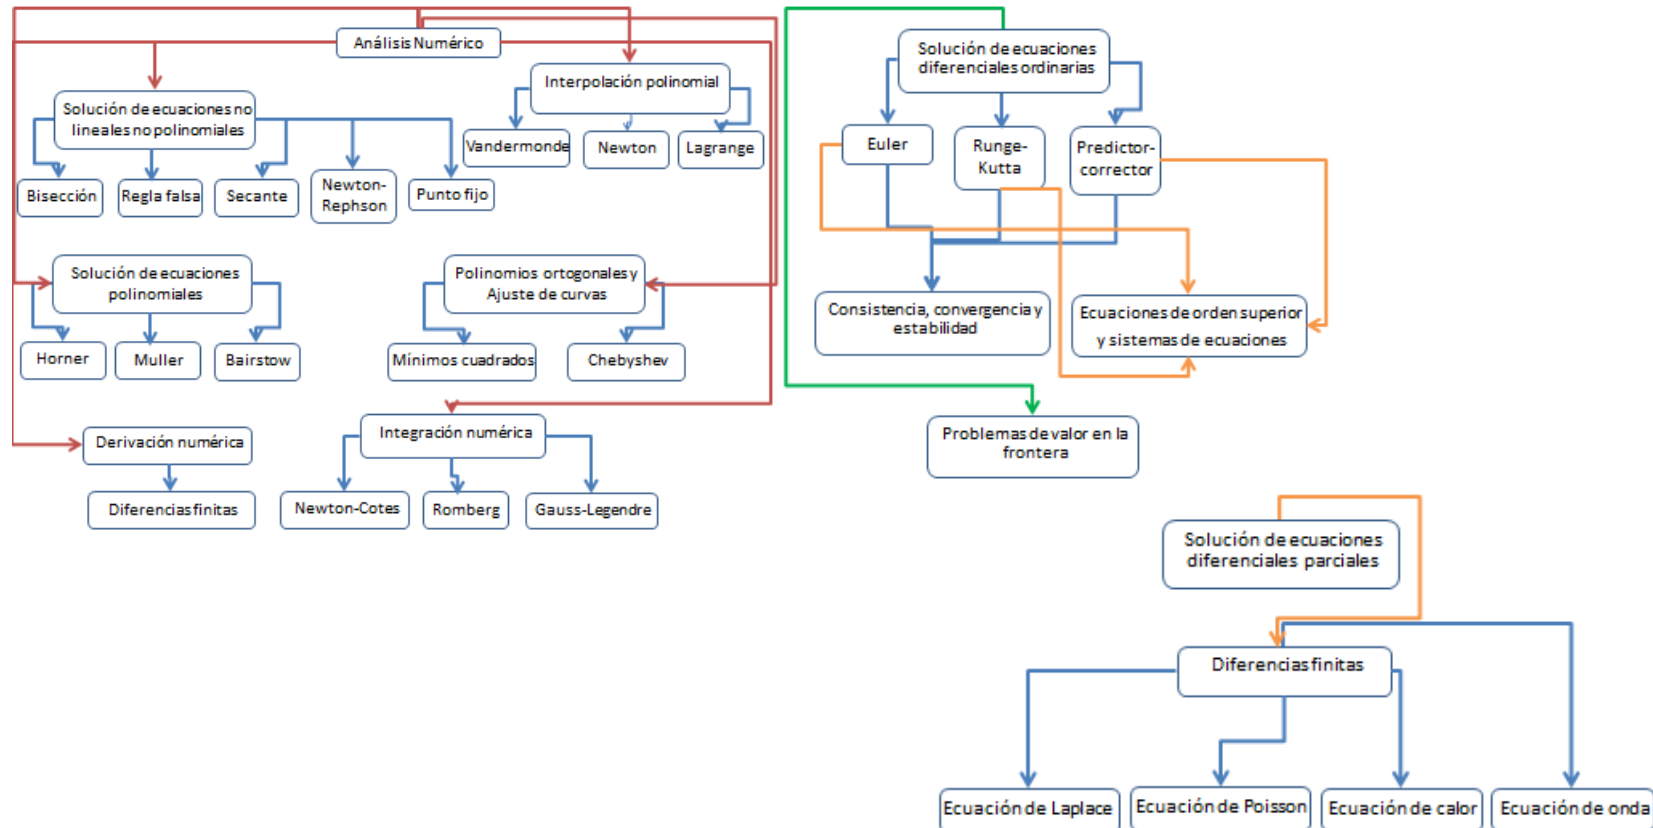 Análisis Numérico
Solución de ecuaciones no
lineales no polinomiales
Bisección
Regla falsa
Secante
Newton-
Rephson
Punto fijo
Interpolación polinomial
Vandermonde
Newton
Lagrange
Solución de ecuaciones
polinomiales
Horner
Muller
Bairstow
Polinomios ortogonales y
Ajuste de curvas
Mínimos cuadrados
Chebyshev
Derivación numérica
Diferencias finitas
Integración numérica
Newton-Cotes
Romberg
Gauss-Legendre
Solución de ecuaciones
diferenciales ordinarias
Euler
Runge-
Kutta
Predictor-
corrector
Consistencia, convergencia y
estabilidad
Ecuaciones de orden superior
y sistemas de ecuaciones
Problemas de valor en la
frontera
Solución de ecuaciones
diferenciales parciales
Diferencias finitas
Ecuación de Laplace
Ecuación de Poisson
Ecuación de calor
Ecuación de onda